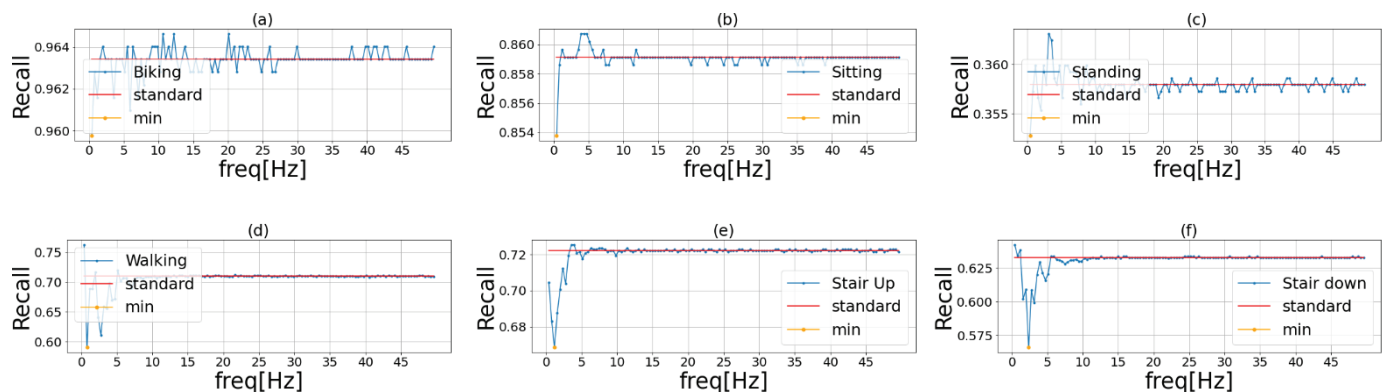 (a)
Recall
0.964
0.962
0.960
Biking
standard
min
0 5 10 15 20 25 30 35 40 45
freq[Hz]
(b)
Recall
0.860
0.858
0.856
0.854
Sitting
standard
min
0 5 10 15 20 25 30 35 40 45
freq[Hz]
(c)
Recall
0.360
0.355
Standing
standard
min
0 5 10 15 20 25 30 35 40 45
freq[Hz]
(d)
Recall
0.75
0.70
0.65
0.60
Walking
standard
min
0 5 10 15 20 25 30 35 40 45
freq[Hz]
(e)
Recall
0.72
0.70
0.68
Stair Up
standard
min
0 5 10 15 20 25 30 35 40 45
freq[Hz]
(f)
Recall
0.625
0.600
0.575
Stair down
standard
min
0 5 10 15 20 25 30 35 40 45
freq[Hz]